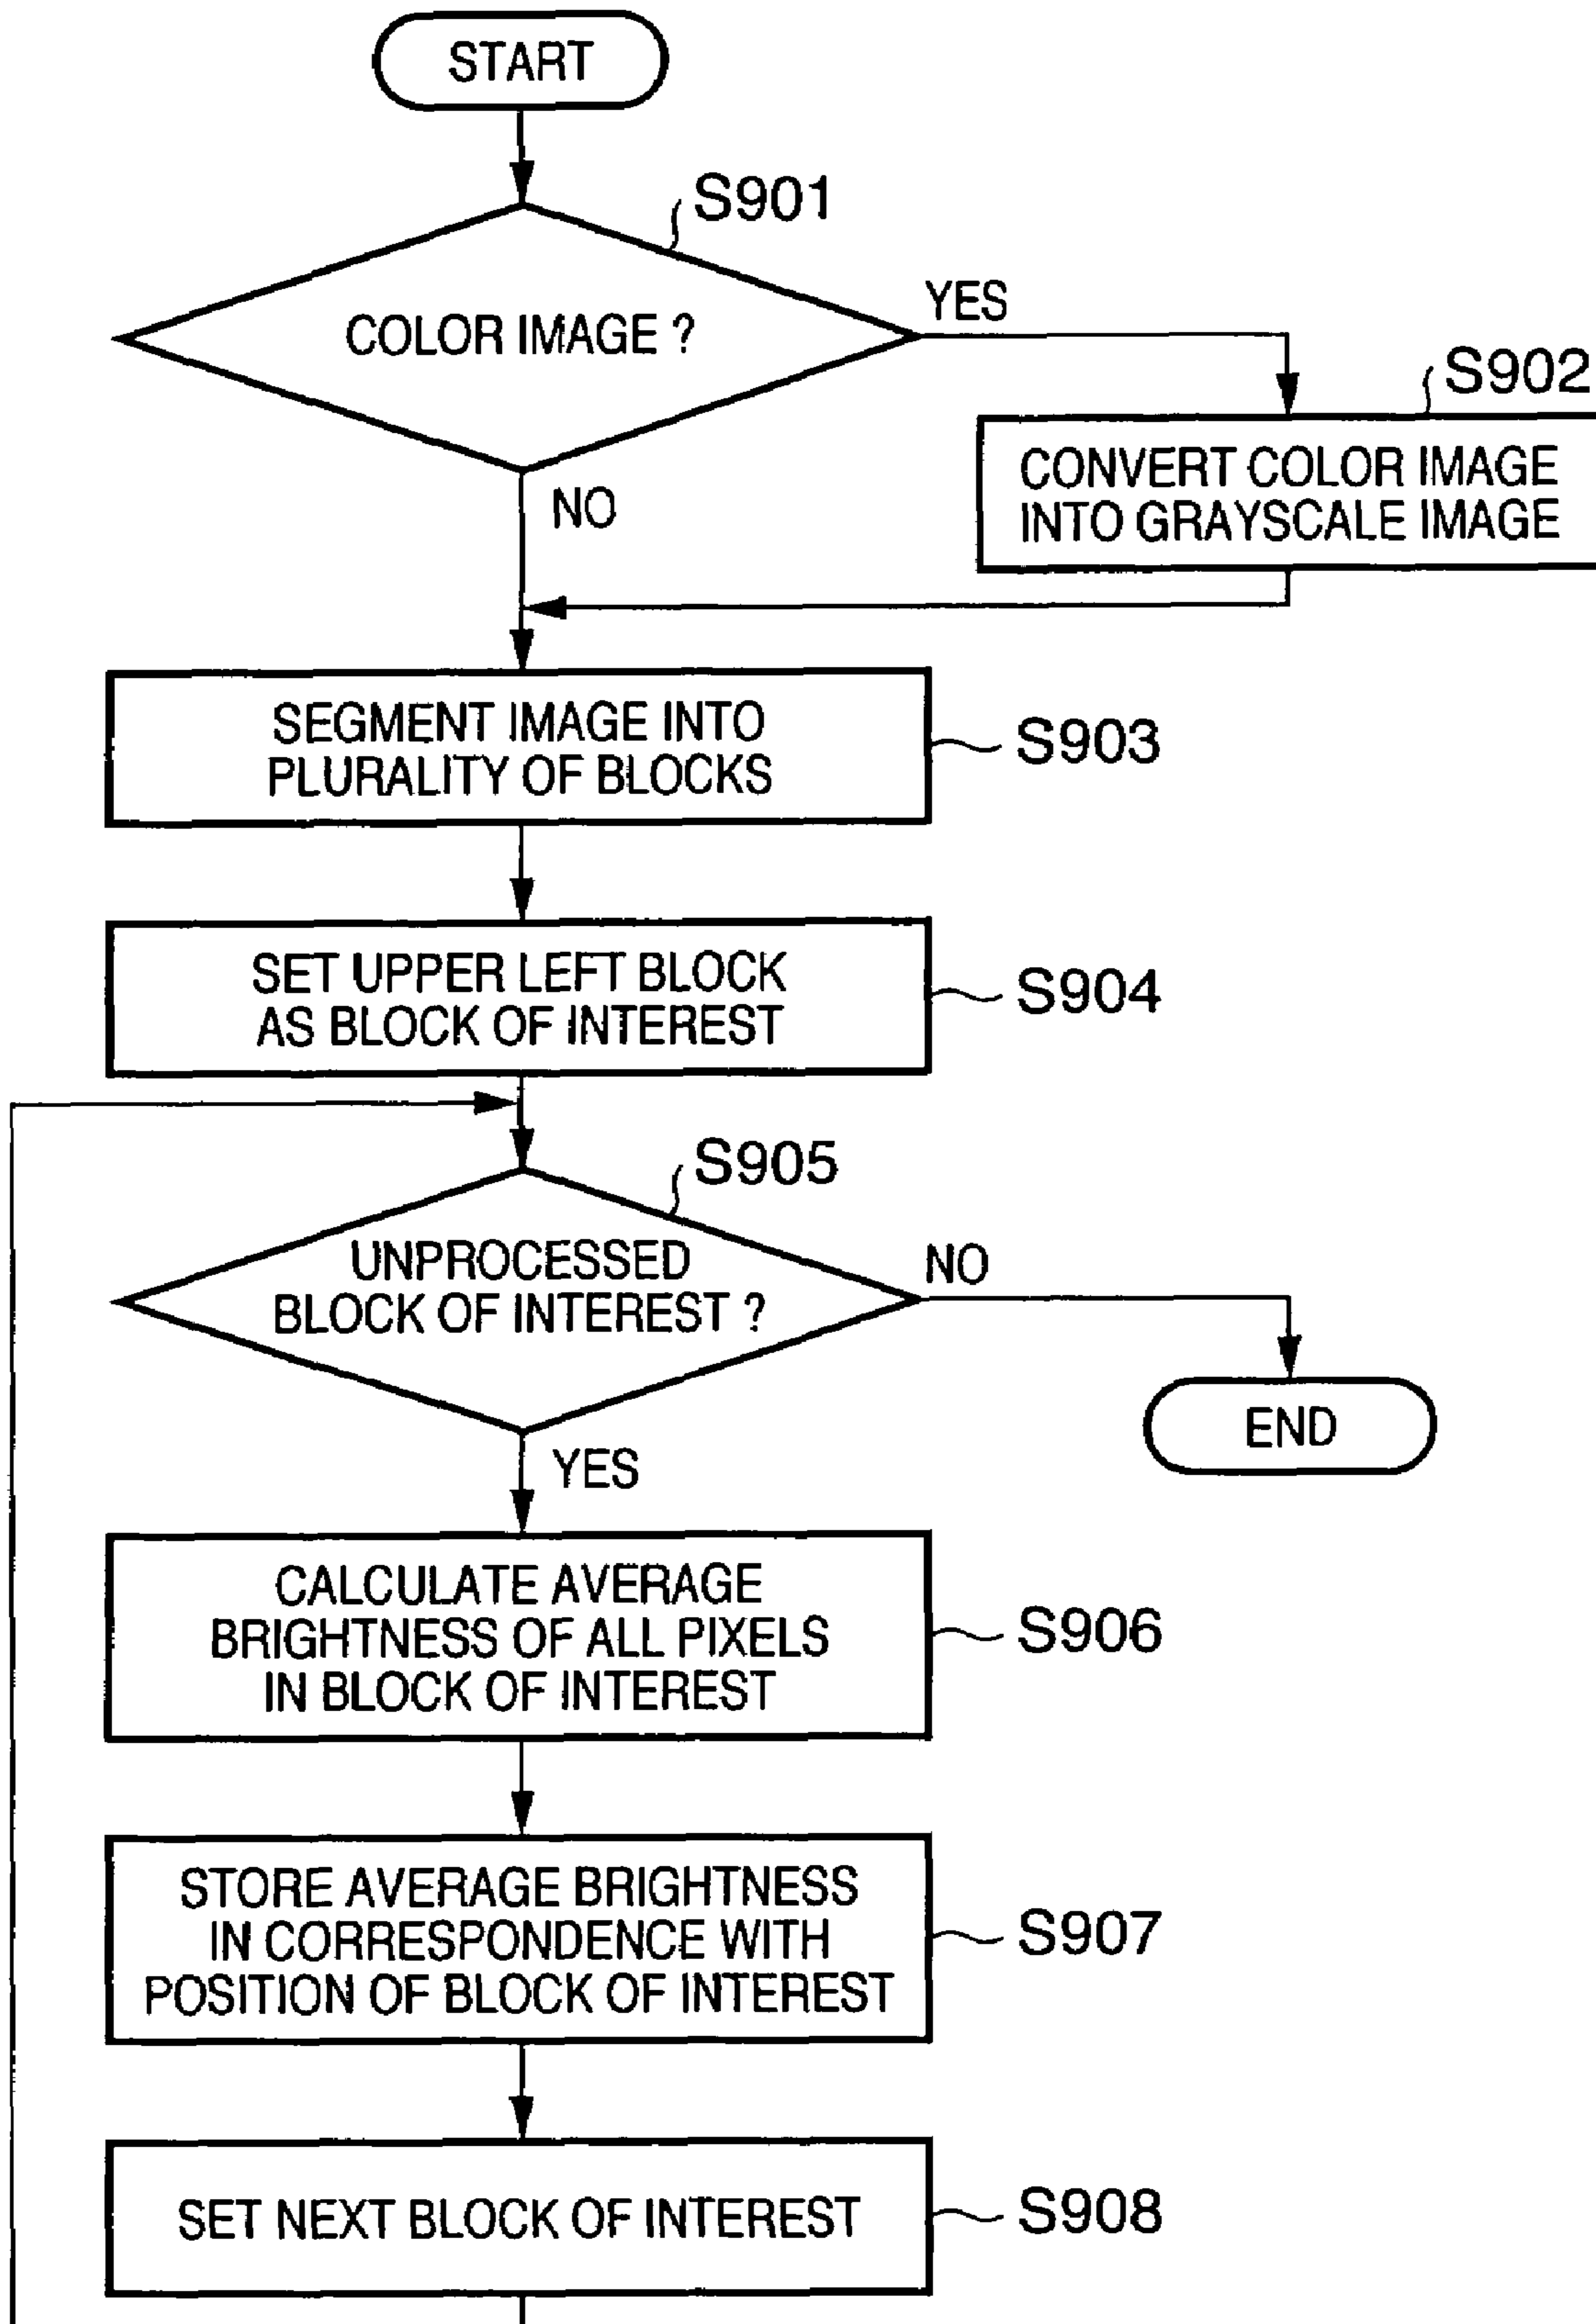 START
S901
COLOR IMAGE ?
YES
S902
CONVERT COLOR IMAGE
INTO GRAYSCALE IMAGE
NO
SEGMENT IMAGE INTO
PLURALITY OF BLOCKS
S903
SET UPPER LEFT BLOCK
AS BLOCK OF INTEREST
S904
S905
UNPROCESSED
BLOCK OF INTEREST ?
NO
END
YES
CALCULATE AVERAGE
BRIGHTNESS OF ALL PIXELS
IN BLOCK OF INTEREST
S906
STORE AVERAGE BRIGHTNESS
IN CORRESPONDENCE WITH
POSITION OF BLOCK OF INTEREST
S907
SET NEXT BLOCK OF INTEREST
S908